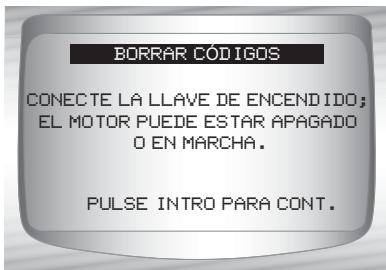 BORRAR CÓDIGOS
CONECTE LA LLAVE DE ENCENDIDO;
EL MOTOR PUEDE ESTAR APAGADO
O EN MARCHA.
PULSE INTRO PARA CONT.